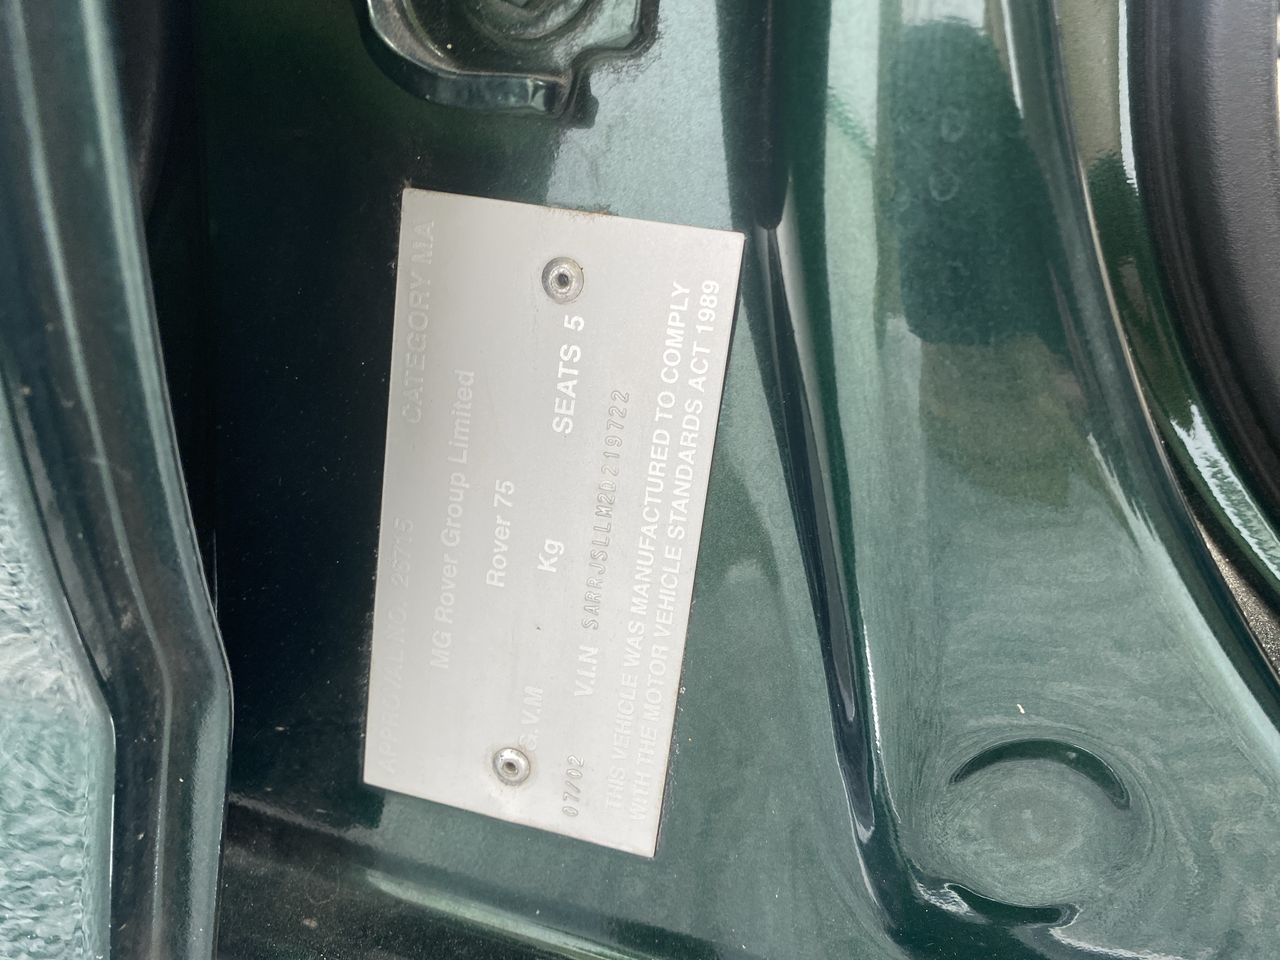 APPROVAL NO. 26715 CATEGORY MA
MG Rover Group Limited
Rover 75
G.V.M Kg SEATS 5
07/02 V.I.N SARRJSLLM2D219722
THIS VEHICLE WAS MANUFACTURED TO COMPLY
WITH THE MOTOR VEHICLE STANDARDS ACT 1989